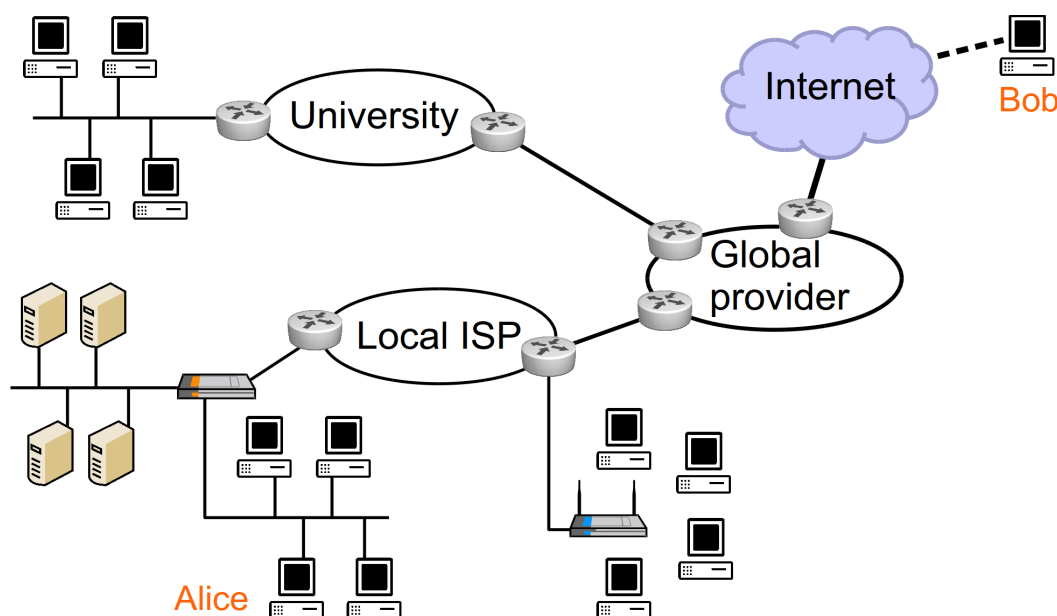 University
Internet
Bob
Global
provider
Local ISP
Alice